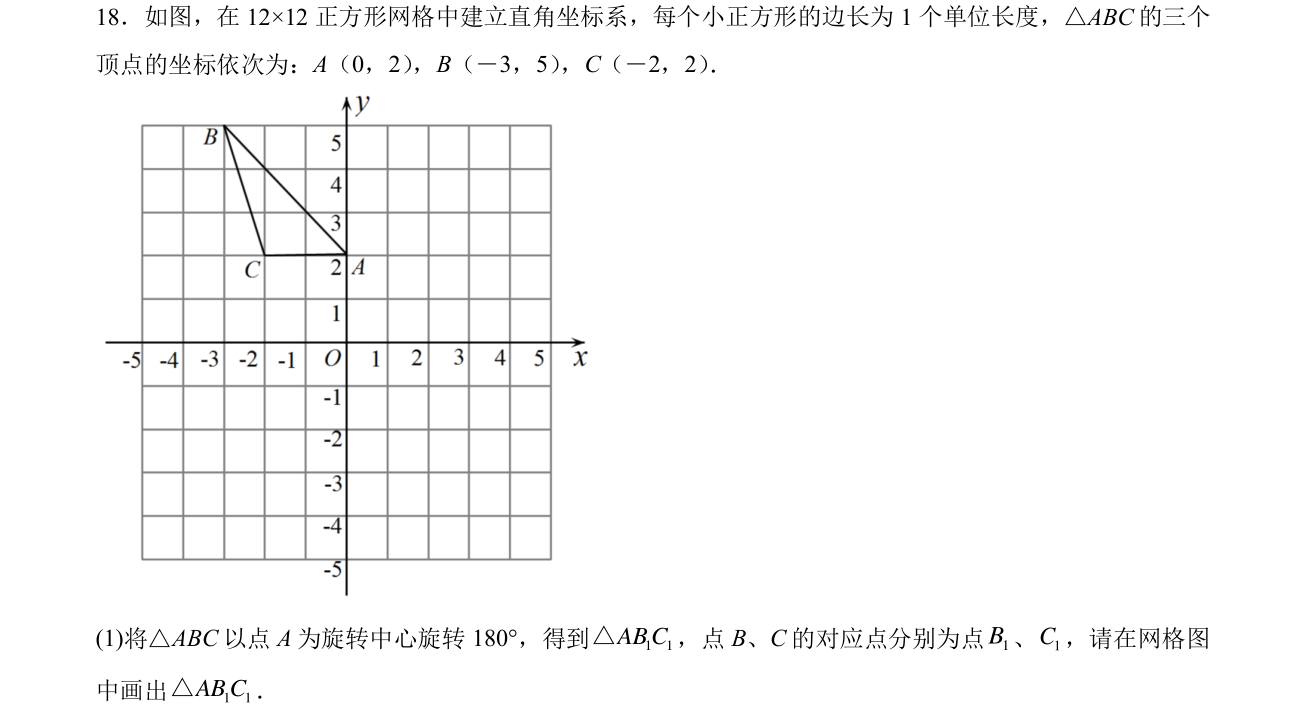 18．如图，在 12×12 正方形网格中建立直角坐标系，每个小正方形的边长为 1 个单位长度，△ABC 的三个
顶点的坐标依次为：A（0，2），B（－3，5），C（－2，2）．
y
B
5
4
3
C
2 A
1
-5 -4 -3 -2 -1 O 1 2 3 4 5 x
-1
-2
-3
-4
-5
(1)将△ABC 以点 A 为旋转中心旋转 180°，得到△AB₁C₁，点 B、C 的对应点分别为点 B₁、C₁，请在网格图
中画出△AB₁C₁．